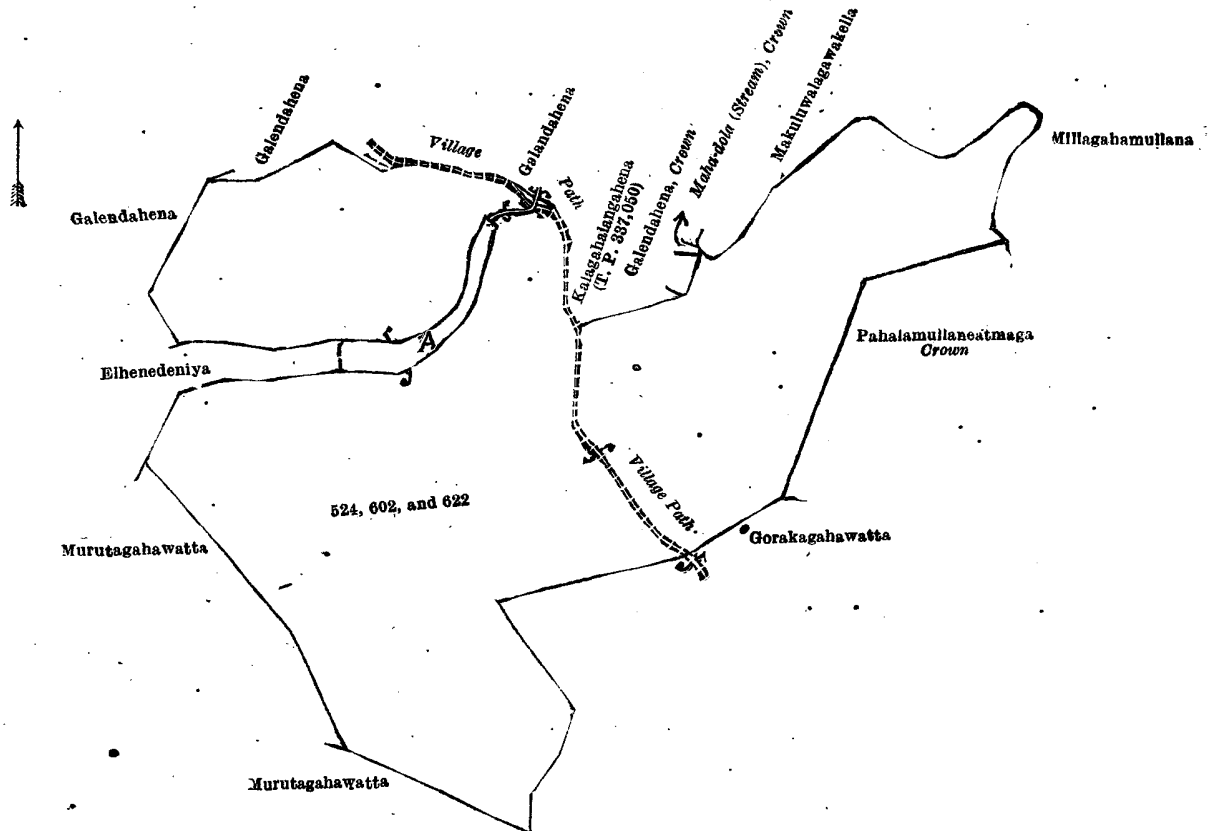 Galendahena
Village
Galandahena
Path
Kalagahalangahena
(T. P. 337,050)
Galendahena, Crown
Maha-dola (Stream), Crown
Makuluwalagawakella
Millagahamullana
Galendahena
Elhenedeniya
A
Pahalamullaneatmaga
Crown
524, 602, and 622
Village Path.
Gorakagahawatta
Murutagahawatta
Murutagahawatta